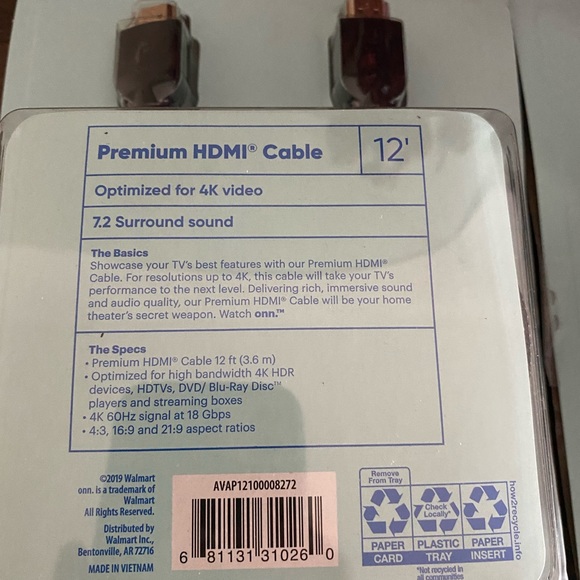 Premium HDMI® Cable 12'
Optimized for 4K video
7.2 Surround sound
The Basics
Showcase your TV's best features with our Premium HDMI®
Cable. For resolutions up to 4K, this cable will take your TV's
performance to the next level. Delivering rich, immersive sound
and audio quality, our Premium HDMI® Cable will be your home
theater's secret weapon. Watch onn.™
The Specs
• Premium HDMI® Cable 12 ft (3.6 m)
• Optimized for high bandwidth 4K HDR
devices, HDTVs, DVD/ Blu-Ray Disc™
players and streaming boxes
• 4K 60Hz signal at 18 Gbps
• 4:3, 16:9 and 21:9 aspect ratios
©2019 Walmart
onn. is a trademark of
Walmart
All Rights Reserved.
Distributed by
Walmart Inc.,
Bentonville, AR 72716
MADE IN VIETNAM
AVAP12100008272
6 81131 31026 0
Remove
From Tray
Check
Locally*
PAPER
CARD
PLASTIC
TRAY
PAPER
INSERT
*Not recycled in
all communities
how2recycle.info